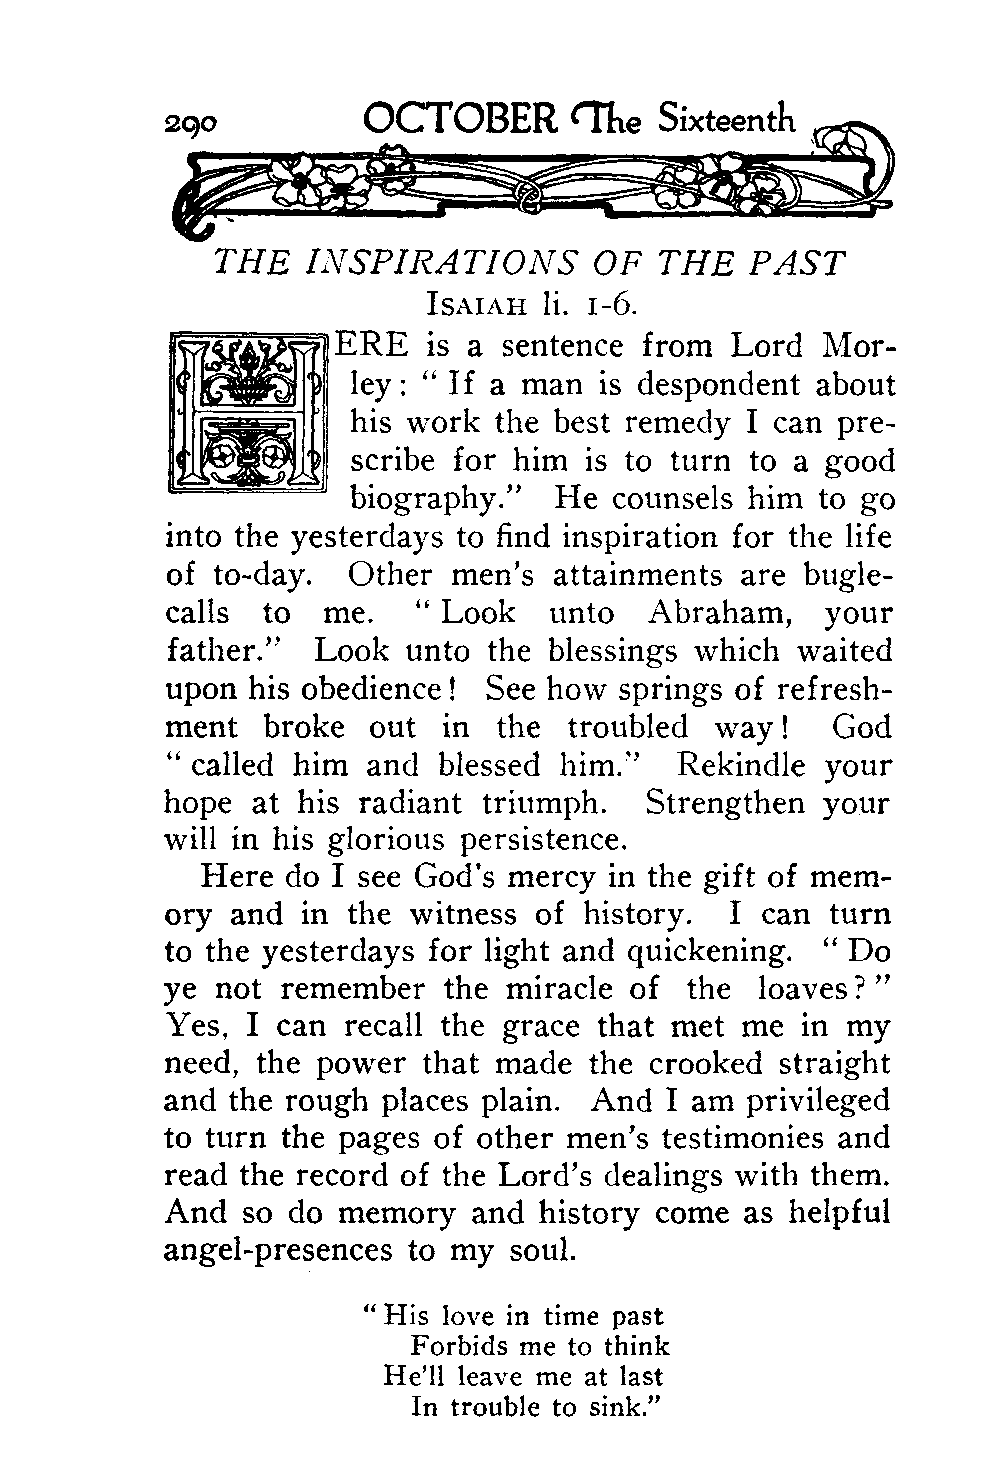 290 OCTOBER The Sixteenth
THE INSPIRATIONS OF THE PAST
ISAIAH li. 1-6.
HERE is a sentence from Lord Mor-
ley: " If a man is despondent about
his work the best remedy I can pre-
scribe for him is to turn to a good
biography." He counsels him to go
into the yesterdays to find inspiration for the life
of to-day. Other men's attainments are bugle-
calls to me. " Look unto Abraham, your
father." Look unto the blessings which waited
upon his obedience! See how springs of refresh-
ment broke out in the troubled way! God
" called him and blessed him." Rekindle your
hope at his radiant triumph. Strengthen your
will in his glorious persistence.
Here do I see God's mercy in the gift of mem-
ory and in the witness of history. I can turn
to the yesterdays for light and quickening. " Do
ye not remember the miracle of the loaves? "
Yes, I can recall the grace that met me in my
need, the power that made the crooked straight
and the rough places plain. And I am privileged
to turn the pages of other men's testimonies and
read the record of the Lord's dealings with them.
And so do memory and history come as helpful
angel-presences to my soul.
" His love in time past
Forbids me to think
He'll leave me at last
In trouble to sink."